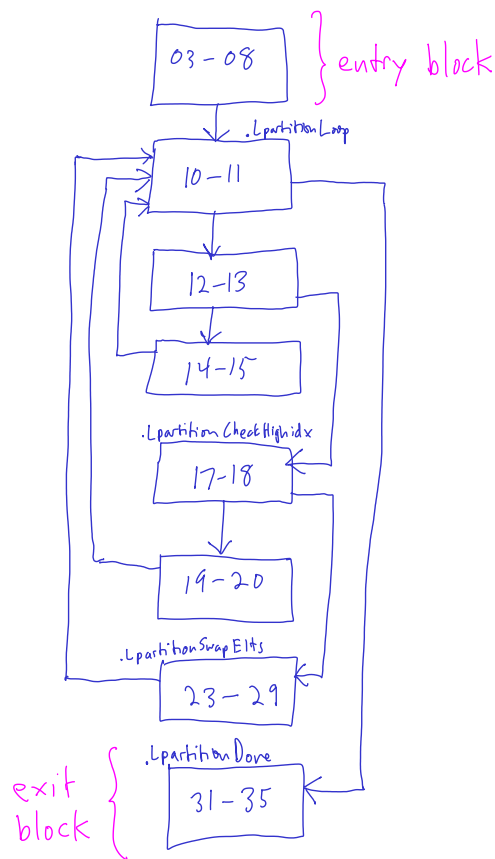 03-08
entry block
.LpartitionLoop
10-11
12-13
14-15
.LpartitionCheckHighidx
17-18
19-20
.LpartitionSwapElts
23-29
.LpartitionDone
exit
block
31-35